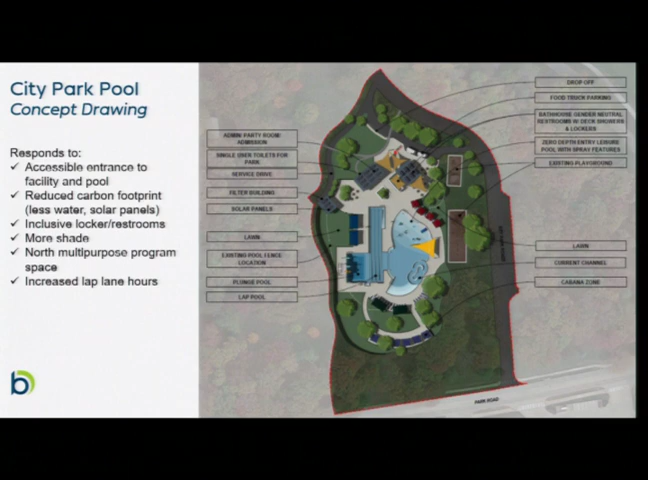 City Park Pool
Concept Drawing
Responds to:
✓ Accessible entrance to
facility and pool
✓ Reduced carbon footprint
(less water, solar panels)
✓ Inclusive locker/restrooms
✓ More shade
✓ North multipurpose program
space
✓ Increased lap lane hours
b
ADMIN/ PARTY ROOM/
ADMISSION
SINGLE USER TOILETS FOR
PARK
SERVICE DRIVE
FILTER BUILDING
SOLAR PANELS
LAWN
EXISTING POOL FENCE
LOCATION
PLUNGE POOL
LAP POOL
DROP OFF
FOOD TRUCK PARKING
BATHHOUSE GENDER NEUTRAL
RESTROOMS W/ DECK SHOWERS
& LOCKERS
ZERO DEPTH ENTRY LEISURE
POOL WITH SPRAY FEATURES
EXISTING PLAYGROUND
LAWN
CURRENT CHANNEL
CABANA ZONE
PARK ROAD